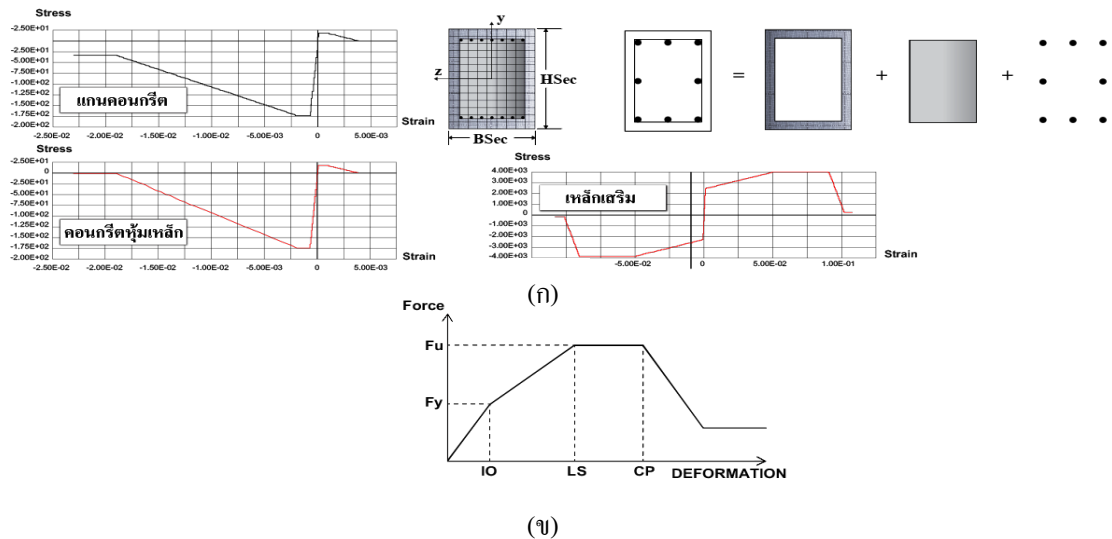 Stress
-2.50E+01
0
-2.50E+01
-5.00E+01
-7.50E+01
-1.00E+02
-1.25E+02
-1.50E+02
-1.75E+02
-2.00E+02
แกนคอนกรีต
Strain
-2.50E-02
-2.00E-02
-1.50E-02
-1.00E-02
-5.00E-03
0
5.00E-03
y
z
HSec
BSec
=
+
+
Stress
-2.50E+01
0
-2.50E+01
-5.00E+01
-7.50E+01
-1.00E+02
-1.25E+02
-1.50E+02
-1.75E+02
-2.00E+02
คอนกรีตหุ้มเหล็ก
Strain
-2.50E-02
-2.00E-02
-1.50E-02
-1.00E-02
-5.00E-03
0
5.00E-03
Stress
4.00E+03
3.00E+03
2.00E+03
1.00E+03
0
-1.00E+03
-2.00E+03
-3.00E+03
-4.00E+03
เหล็กเสริม
Strain
-5.00E-02
0
5.00E-02
1.00E-01
(ก)
Force
Fu
Fy
IO
LS
CP
DEFORMATION
(ข)